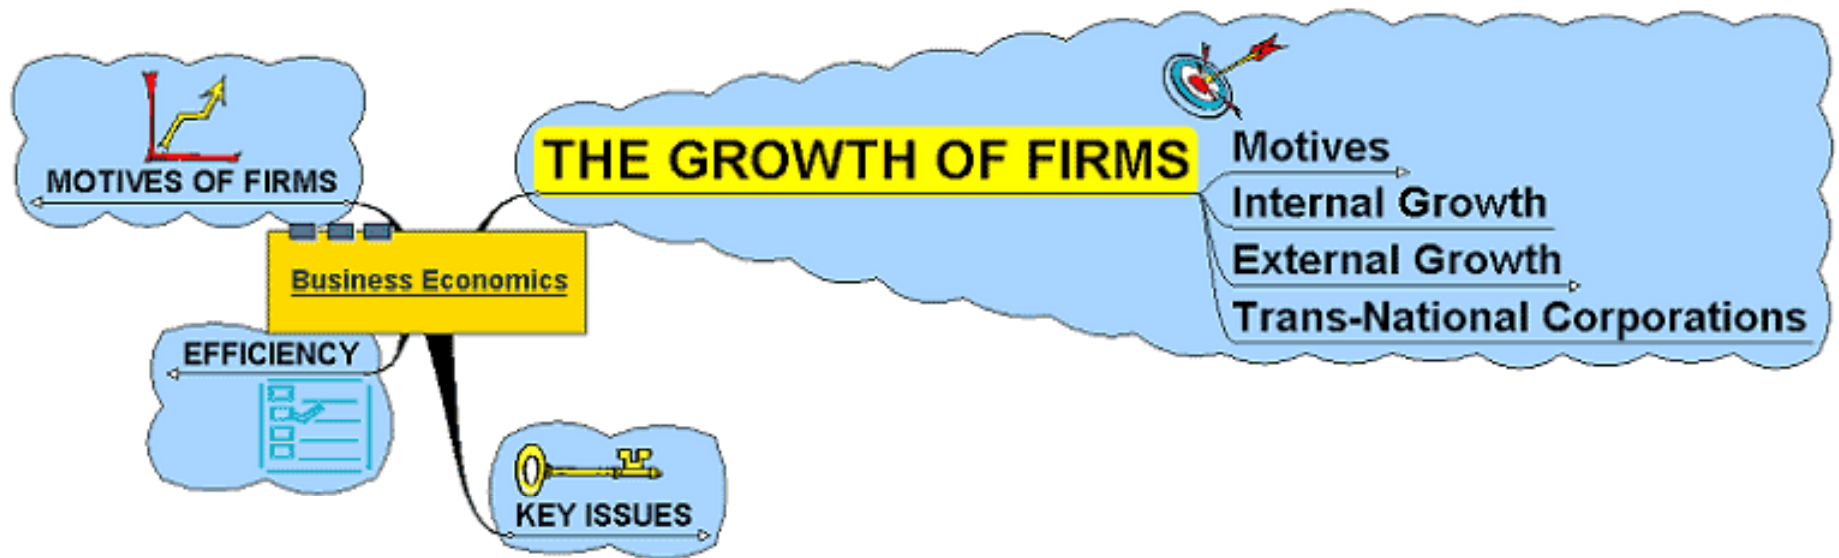 MOTIVES OF FIRMS
THE GROWTH OF FIRMS
Motives
Internal Growth
External Growth
Trans-National Corporations
Business Economics
EFFICIENCY
KEY ISSUES